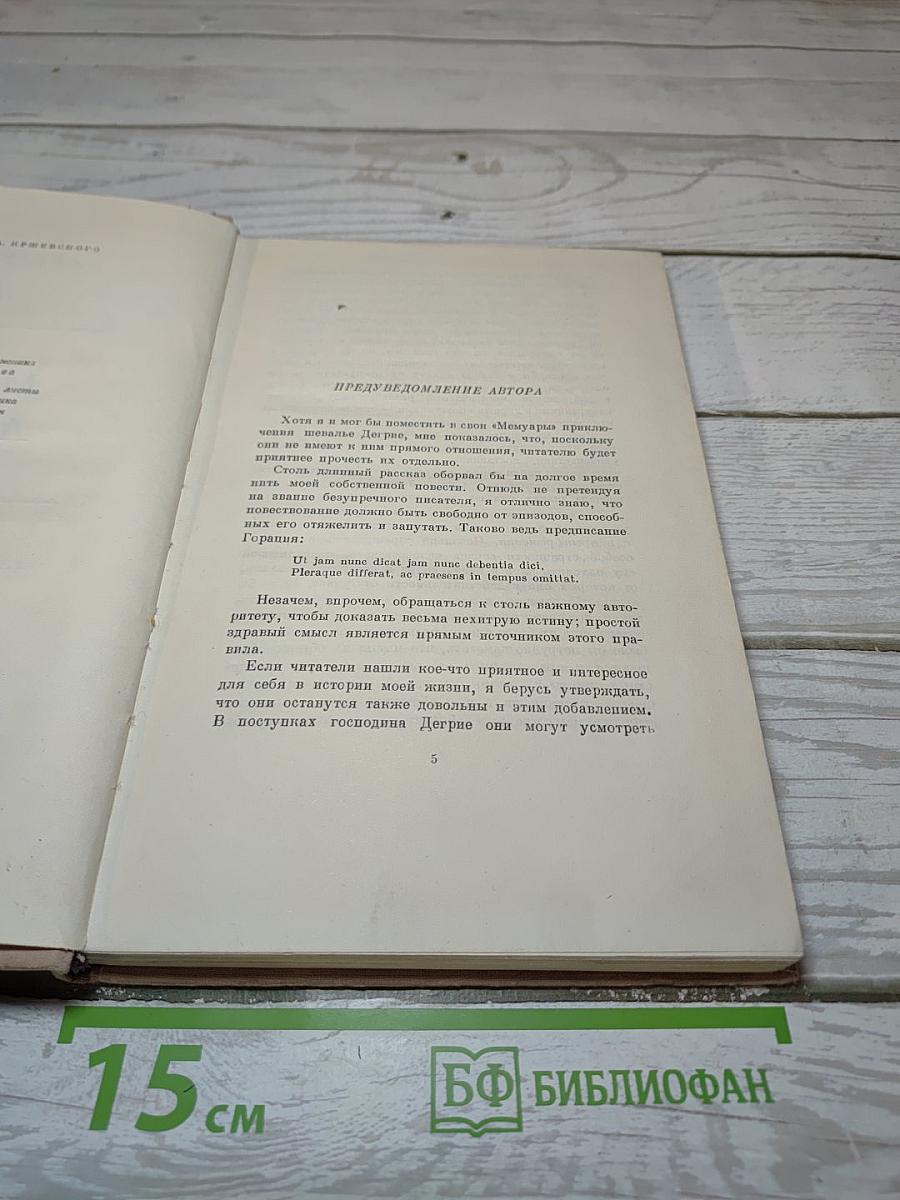 КРЖЕВСКОГО
ПРЕДУВЕДОМЛЕНИЕ АВТОРА
Хотя я и мог бы поместить в свои «Мемуары» приклю-
чения шевалье Дегрие, мне показалось, что, поскольку
они не имеют к ним прямого отношения, читателю будет
приятнее прочесть их отдельно.
Столь длинный рассказ оборвал бы на долгое время
нить моей собственной повести. Отнюдь не претендуя
на звание безупречного писателя, я отлично знаю, что
повествование должно быть свободно от эпизодов, способ-
ных его отяжелить и запутать. Таково ведь предписание
Горация:
Ut jam nunc dicat jam nunc debentia dici,
Pleraque differat, ac praesens in tempus omittat.
Незачем, впрочем, обращаться к столь важному авто-
ритету, чтобы доказать весьма нехитрую истину; простой
здравый смысл является прямым источником этого пра-
вила.
Если читатели нашли кое-что приятное и интересное
для себя в истории моей жизни, я берусь утверждать,
что они останутся также довольны и этим добавлением.
В поступках господина Дегрие они могут усмотреть
5
15 см
БФ БИБЛИОФАН